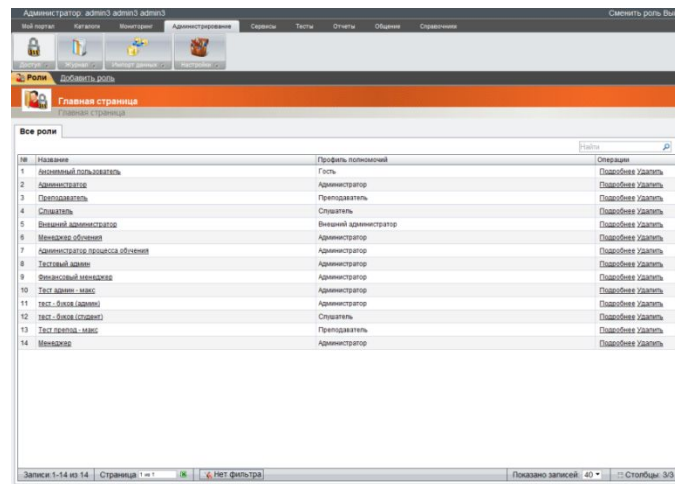 Администратор: admin3 admin3 admin3 Сменить роль Вы
Мой портал Каталоги Мониторинг Администрирование Сервисы Тесты Отчеты Общение Справочники
Доступ Журнал Импорт данных Настройки
Роли Добавить роль
Главная страница
Главная страница
Все роли
Найти
№ Название Профиль полномочий Операции
1 Анонимный пользователь Гость Подробнее Удалить
2 Администратор Администратор Подробнее Удалить
3 Преподаватель Преподаватель Подробнее Удалить
4 Слушатель Слушатель Подробнее Удалить
5 Внешний администратор Внешний администратор Подробнее Удалить
6 Менеджер обучения Администратор Подробнее Удалить
7 Администратор процесса обучения Администратор Подробнее Удалить
8 Тестовый админ Администратор Подробнее Удалить
9 Финансовый менеджер Администратор Подробнее Удалить
10 Тест админ - макс Администратор Подробнее Удалить
11 тест - буков (админ) Администратор Подробнее Удалить
12 тест - буков (студент) Слушатель Подробнее Удалить
13 Тест препод - макс Преподаватель Подробнее Удалить
14 Менеджер Администратор Подробнее Удалить
Записи 1-14 из 14 Страница 1 из 1 Нет фильтра Показано записей: 40 Столбцы: 3/3